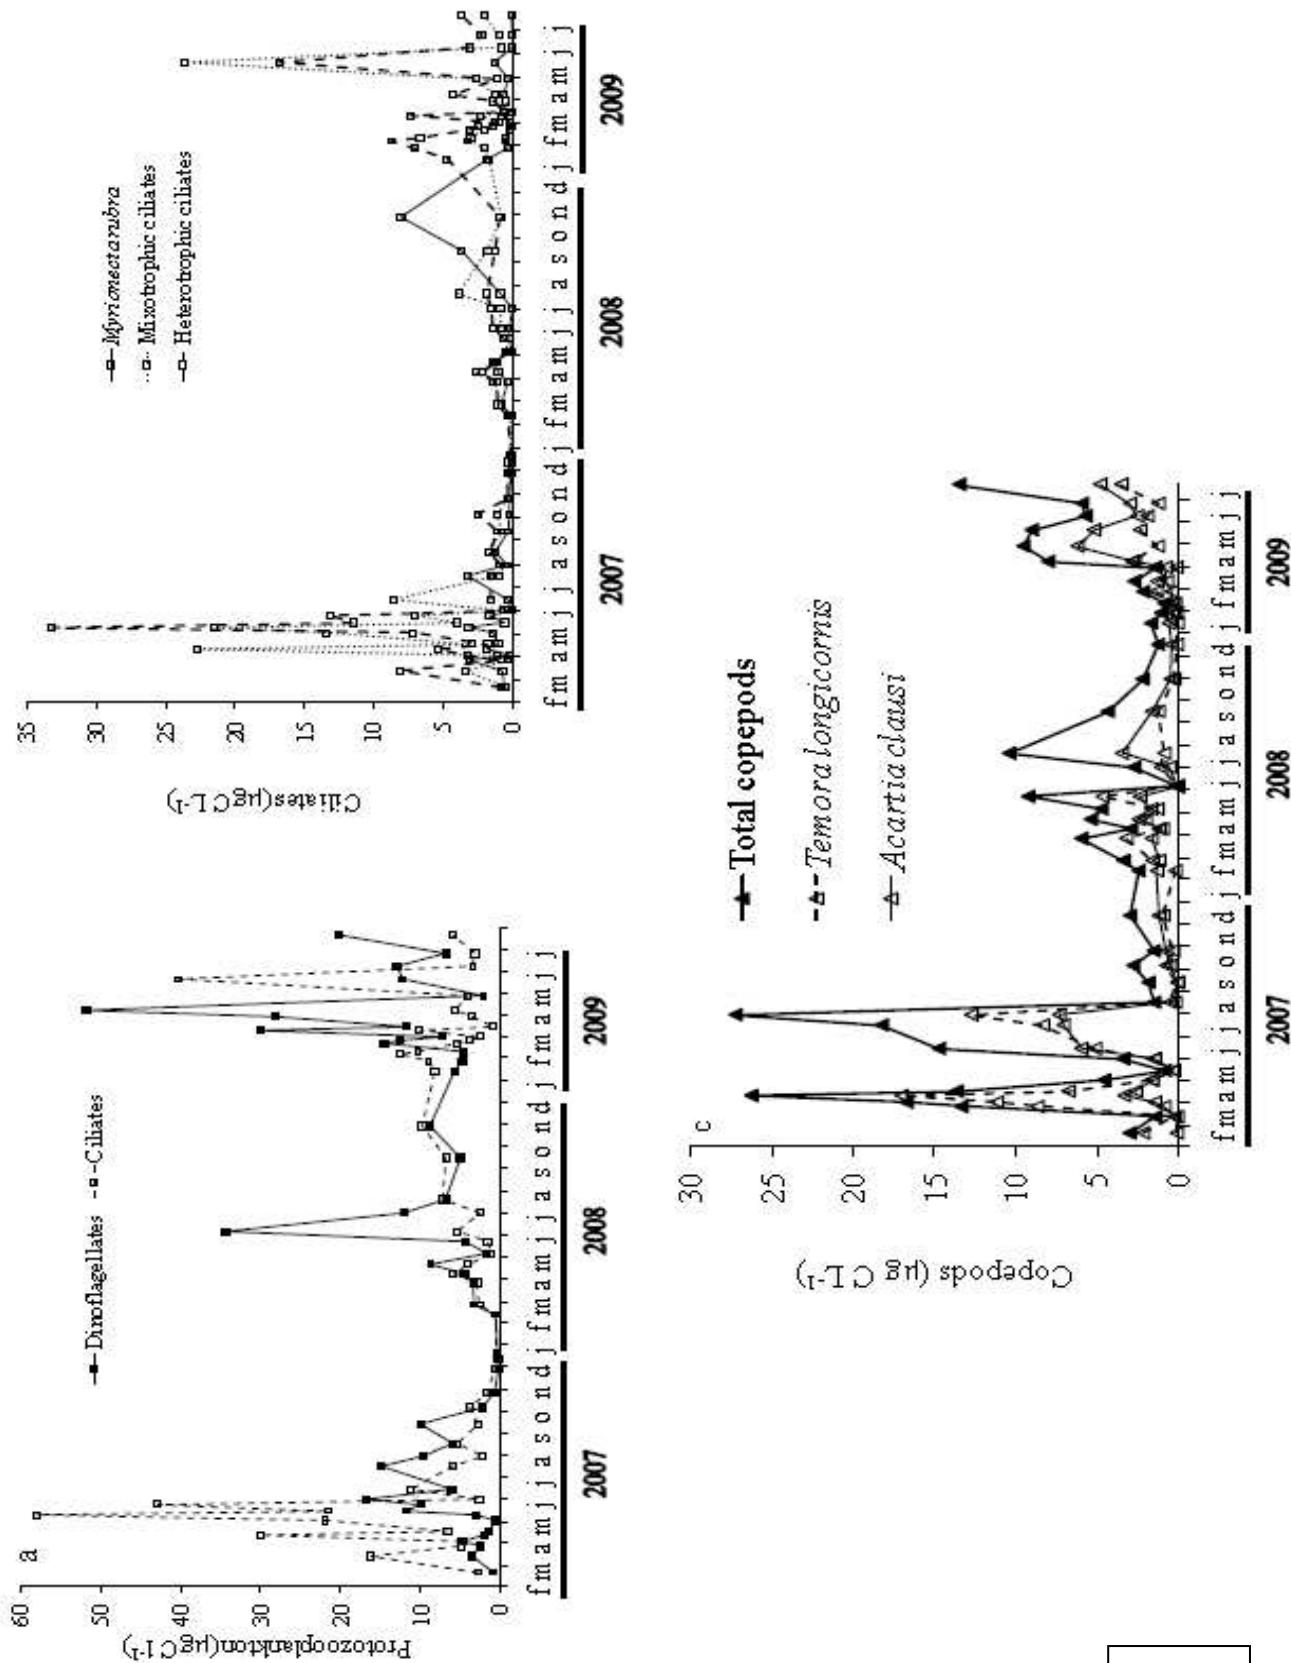 a
Protozooplankton (µg C l-1)
60
50
40
30
20
10
0
Dinoflagellates
Ciliates
f m a m j j a s o n d j f m a m j j a s o n d j f m a m j j
2007
2008
2009
Ciliates (µg C L-1)
35
30
25
20
15
10
5
0
Myrionecta rubra
Mixotrophic ciliates
Heterotrophic ciliates
f m a m j j a s o n d j f m a m j j a s o n d j f m a m j j
2007
2008
2009
c
Copepods (µg C L-1)
30
25
20
15
10
5
0
Total copepods
Temora longicornis
Acartia clausi
f m a m j j a s o n d j f m a m j j a s o n d j f m a m j j
2007
2008
2009